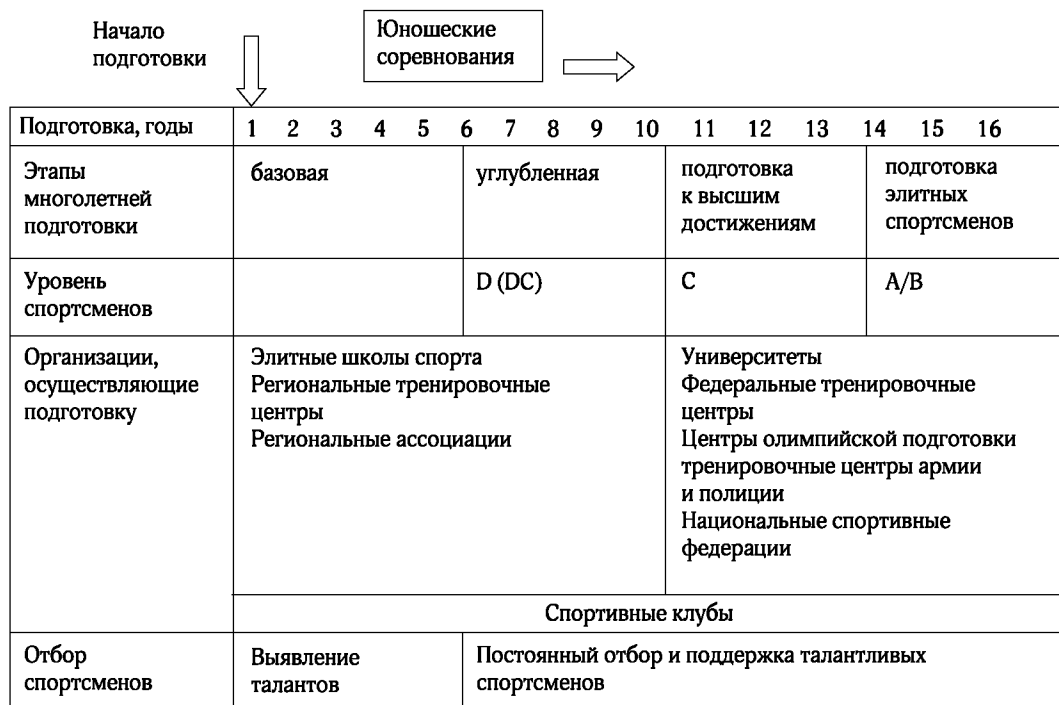 Начало
подготовки
Юношеские
соревнования
Подготовка, годы
1 2 3 4 5 6 7 8 9 10 11 12 13 14 15 16
Этапы
многолетней
подготовки
базовая
углубленная
подготовка
к высшим
достижениям
подготовка
элитных
спортсменов
Уровень
спортсменов
D (DC)
C
A/B
Организации,
осуществляющие
подготовку
Элитные школы спорта
Региональные тренировочные
центры
Региональные ассоциации
Университеты
Федеральные тренировочные
центры
Центры олимпийской подготовки
тренировочные центры армии
и полиции
Национальные спортивные
федерации
Спортивные клубы
Отбор
спортсменов
Выявление
талантов
Постоянный отбор и поддержка талантливых
спортсменов